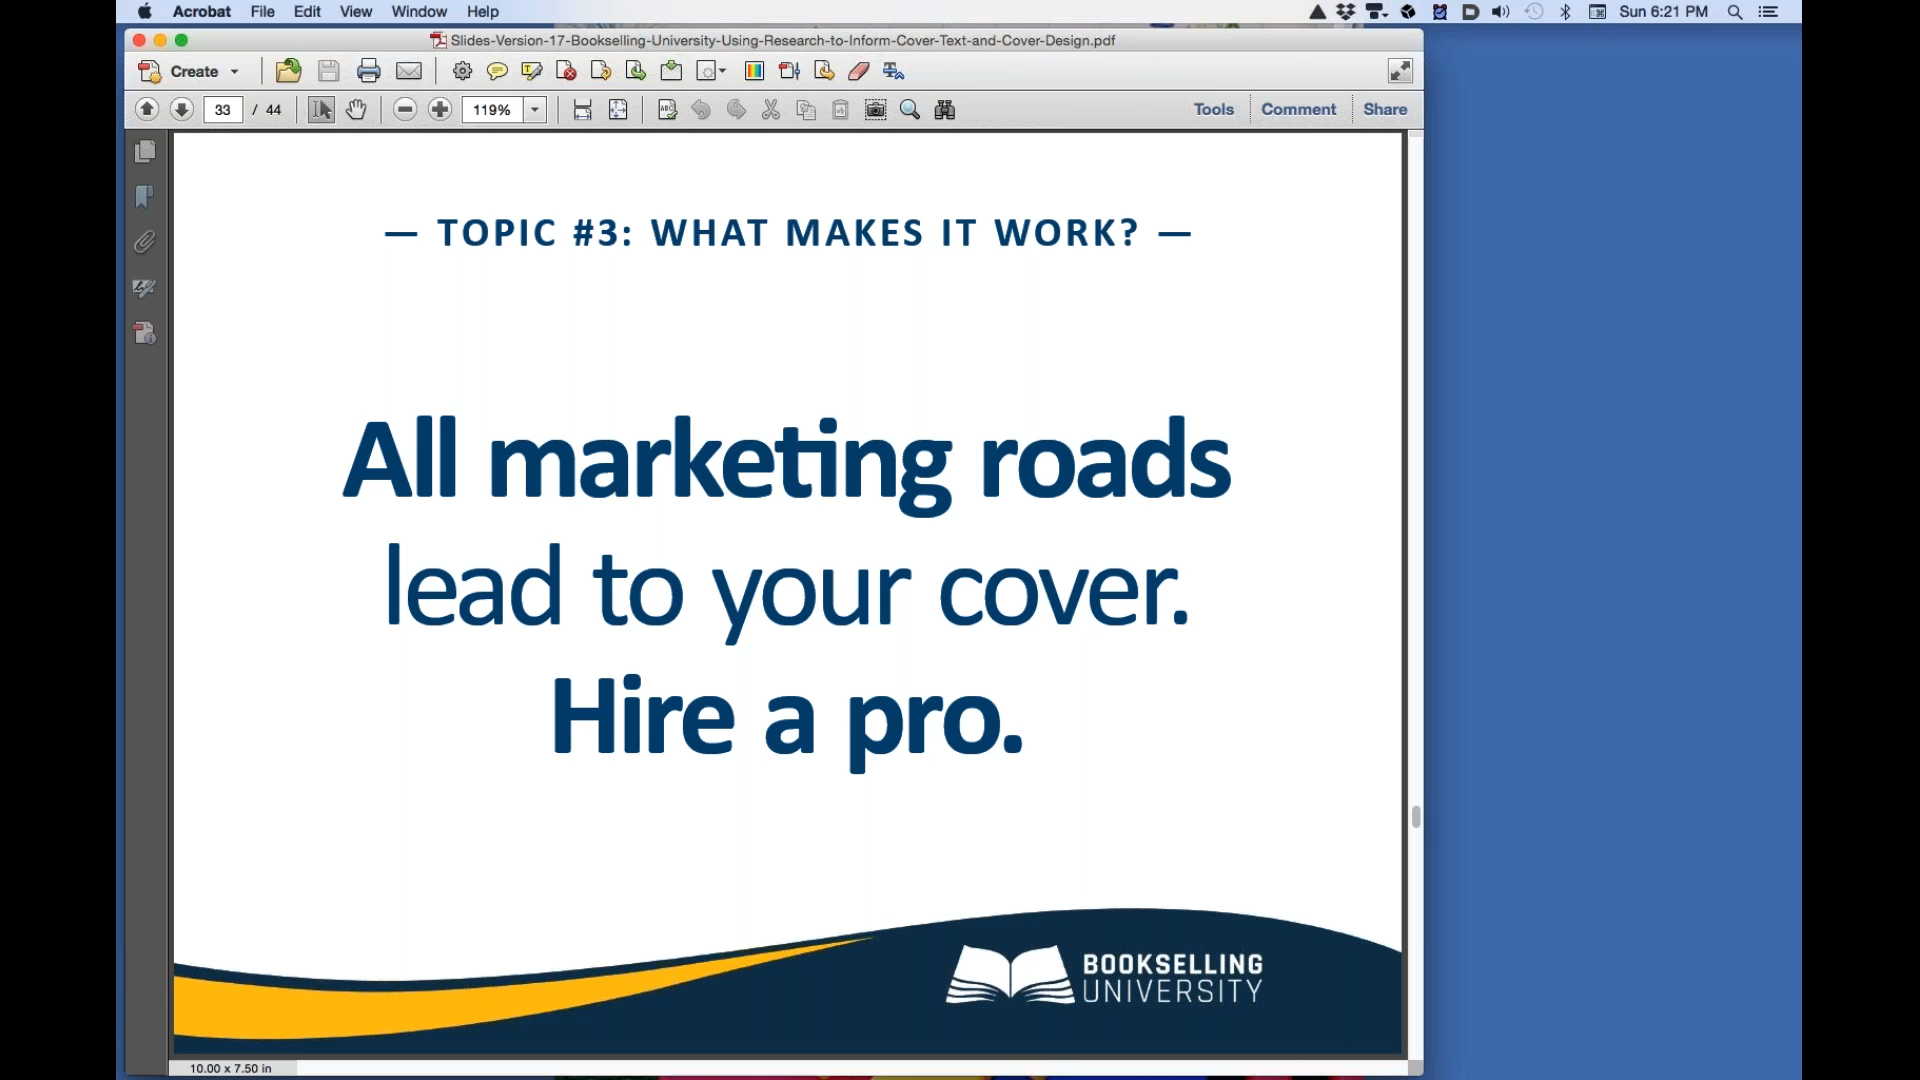 Acrobat File Edit View Window Help Sun 6:21 PM
Slides-Version-17-Bookselling-University-Using-Research-to-Inform-Cover-Text-and-Cover-Design.pdf
Create
33 / 44 119% Tools Comment Share
— TOPIC #3: WHAT MAKES IT WORK? —
All marketing roads
lead to your cover.
Hire a pro.
BOOKSELLING
UNIVERSITY
10.00 x 7.50 in